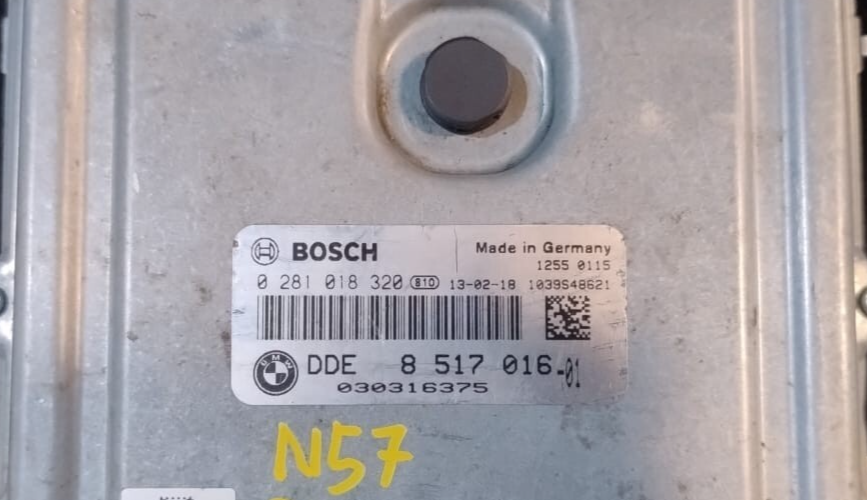 BOSCH
Made in Germany
1255 0115
0 281 018 320 810 13-02-18 1039S48621
BMW
DDE 8 517 016-01
030316375
N57